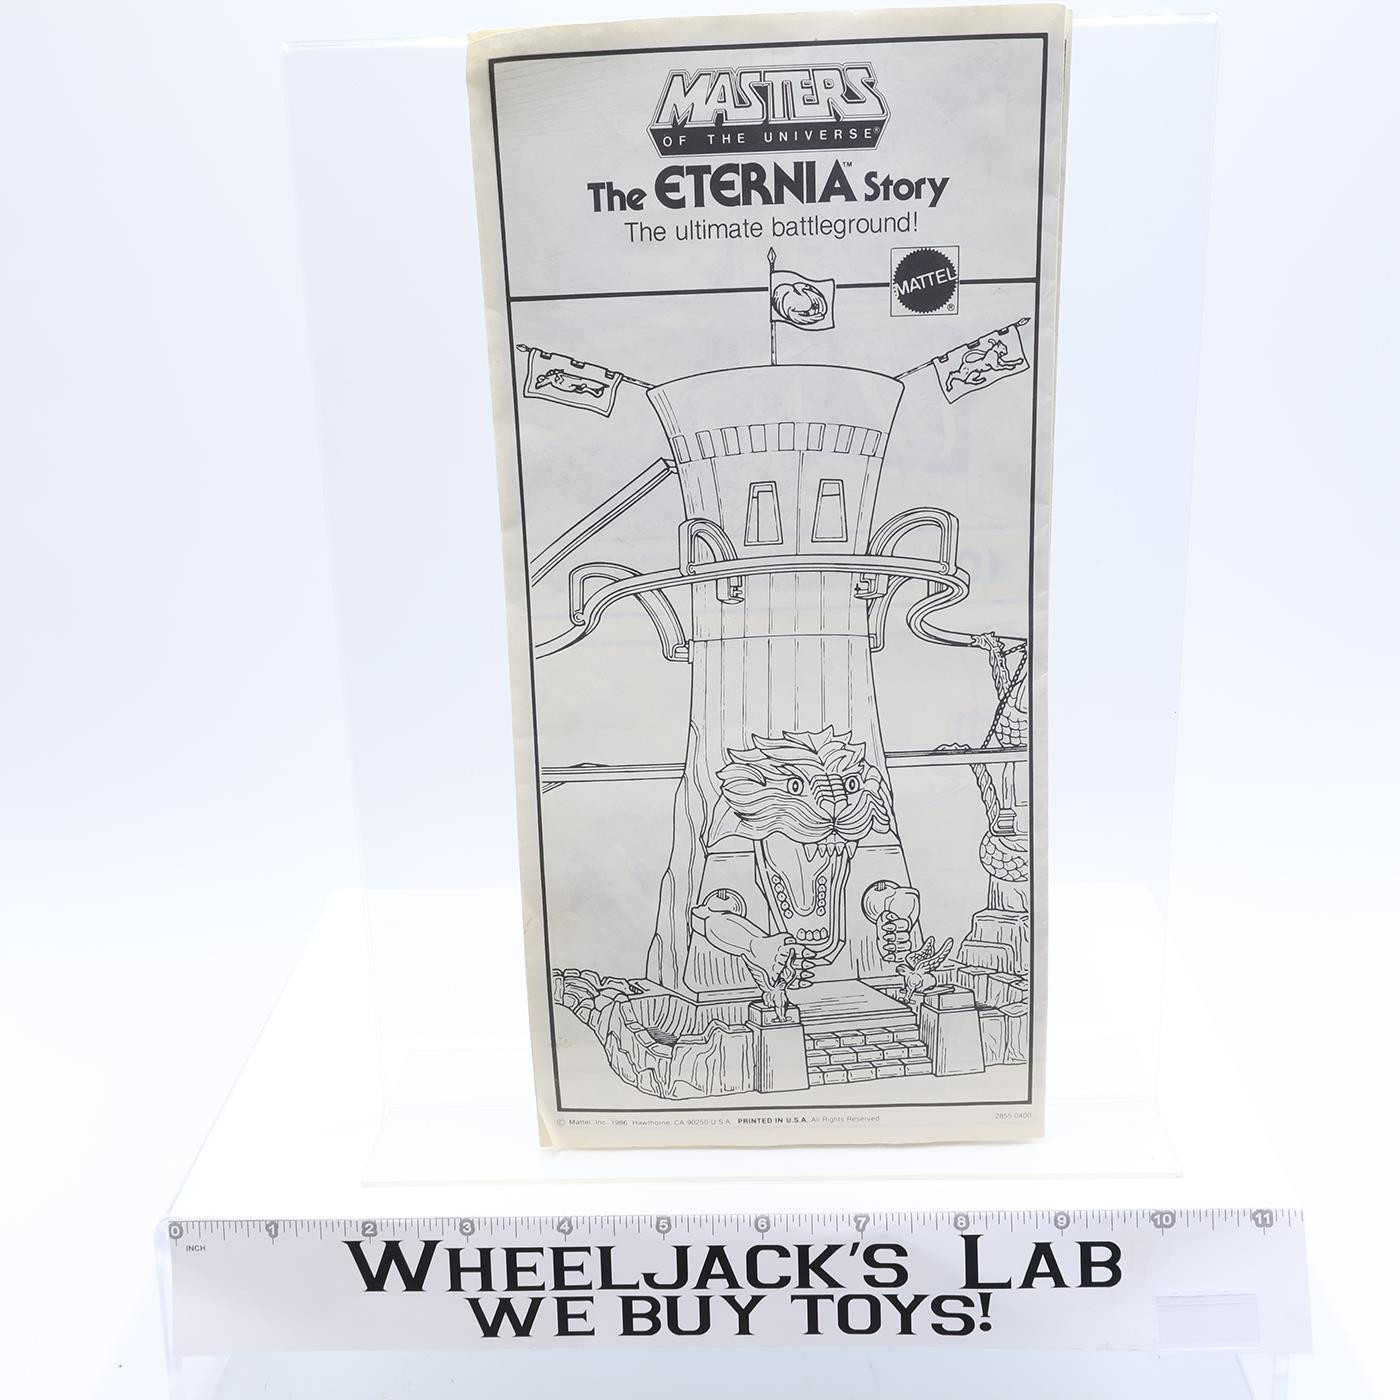 MASTERS
OF THE UNIVERSE®
The ETERNIA™ Story
The ultimate battleground!
MATTEL®
© Mattel, Inc. 1986. Hawthorne, CA 90250 U.S.A. PRINTED IN U.S.A. All Rights Reserved.
2855-0400
0 1 2 3 4 5 6 7 8 9 10 11
INCH
WHEELJACK'S LAB
WE BUY TOYS!